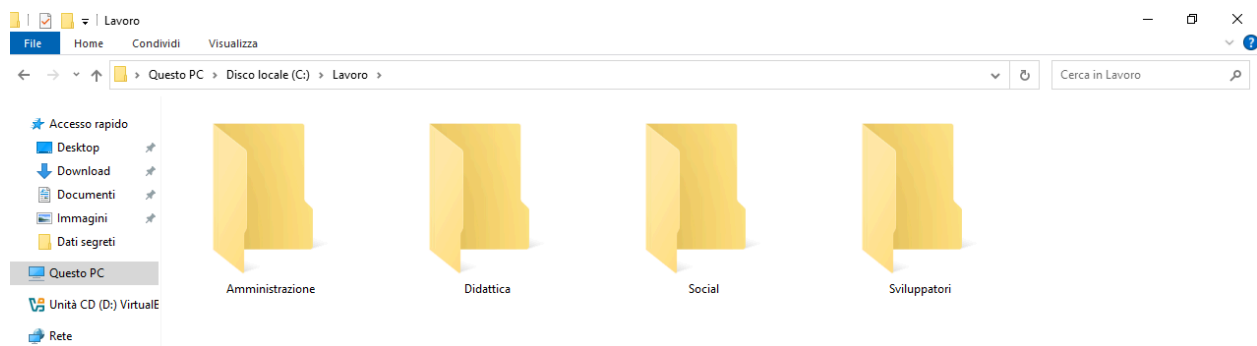 Lavoro
File Home Condividi Visualizza
Questo PC Disco locale (C:) Lavoro
Cerca in Lavoro
Accesso rapido
Desktop
Download
Documenti
Immagini
Dati segreti
Questo PC
Unità CD (D:) VirtualE
Rete
Amministrazione
Didattica
Social
Sviluppatori